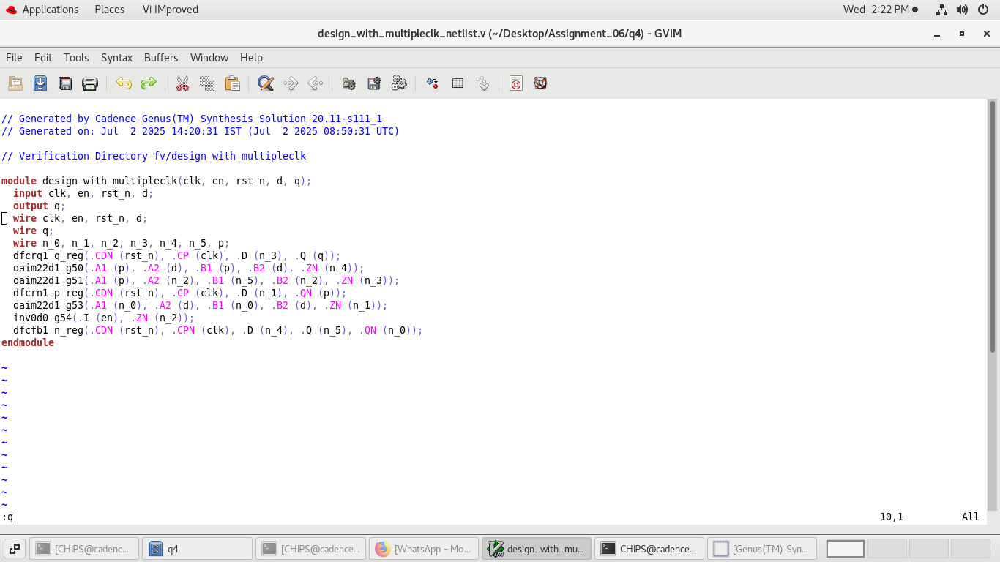 Applications Places Vi IMproved Wed 2:22 PM
design_with_multipleclk_netlist.v (~/Desktop/Assignment_06/q4) - GVIM
File Edit Tools Syntax Buffers Window Help
// Generated by Cadence Genus(TM) Synthesis Solution 20.11-s111_1
// Generated on: Jul  2 2025 14:20:31 IST (Jul  2 2025 08:50:31 UTC)
// Verification Directory fv/design_with_multipleclk
module design_with_multipleclk(clk, en, rst_n, d, q);
  input clk, en, rst_n, d;
  output q;
  wire clk, en, rst_n, d;
  wire q;
  wire n_0, n_1, n_2, n_3, n_4, n_5, p;
  dfcrq1 q_reg(.CDN (rst_n), .CP (clk), .D (n_3), .Q (q));
  oaim22d1 g50(.A1 (p), .A2 (d), .B1 (p), .B2 (d), .ZN (n_4));
  oaim22d1 g51(.A1 (p), .A2 (n_2), .B1 (n_5), .B2 (n_2), .ZN (n_3));
  dfcrn1 p_reg(.CDN (rst_n), .CP (clk), .D (n_1), .QN (p));
  oaim22d1 g53(.A1 (n_0), .A2 (d), .B1 (n_0), .B2 (d), .ZN (n_1));
  inv0d0 g54(.I (en), .ZN (n_2));
  dfcfb1 n_reg(.CDN (rst_n), .CPN (clk), .D (n_4), .Q (n_5), .QN (n_0));
endmodule
~
~
~
~
~
~
~
~
~
~
~
~
:q 10,1 All
[CHIPS@cadenc... q4 [CHIPS@cadence... [WhatsApp - Mo... design_with_mu... CHIPS@cadence... [Genus(TM) Syn...